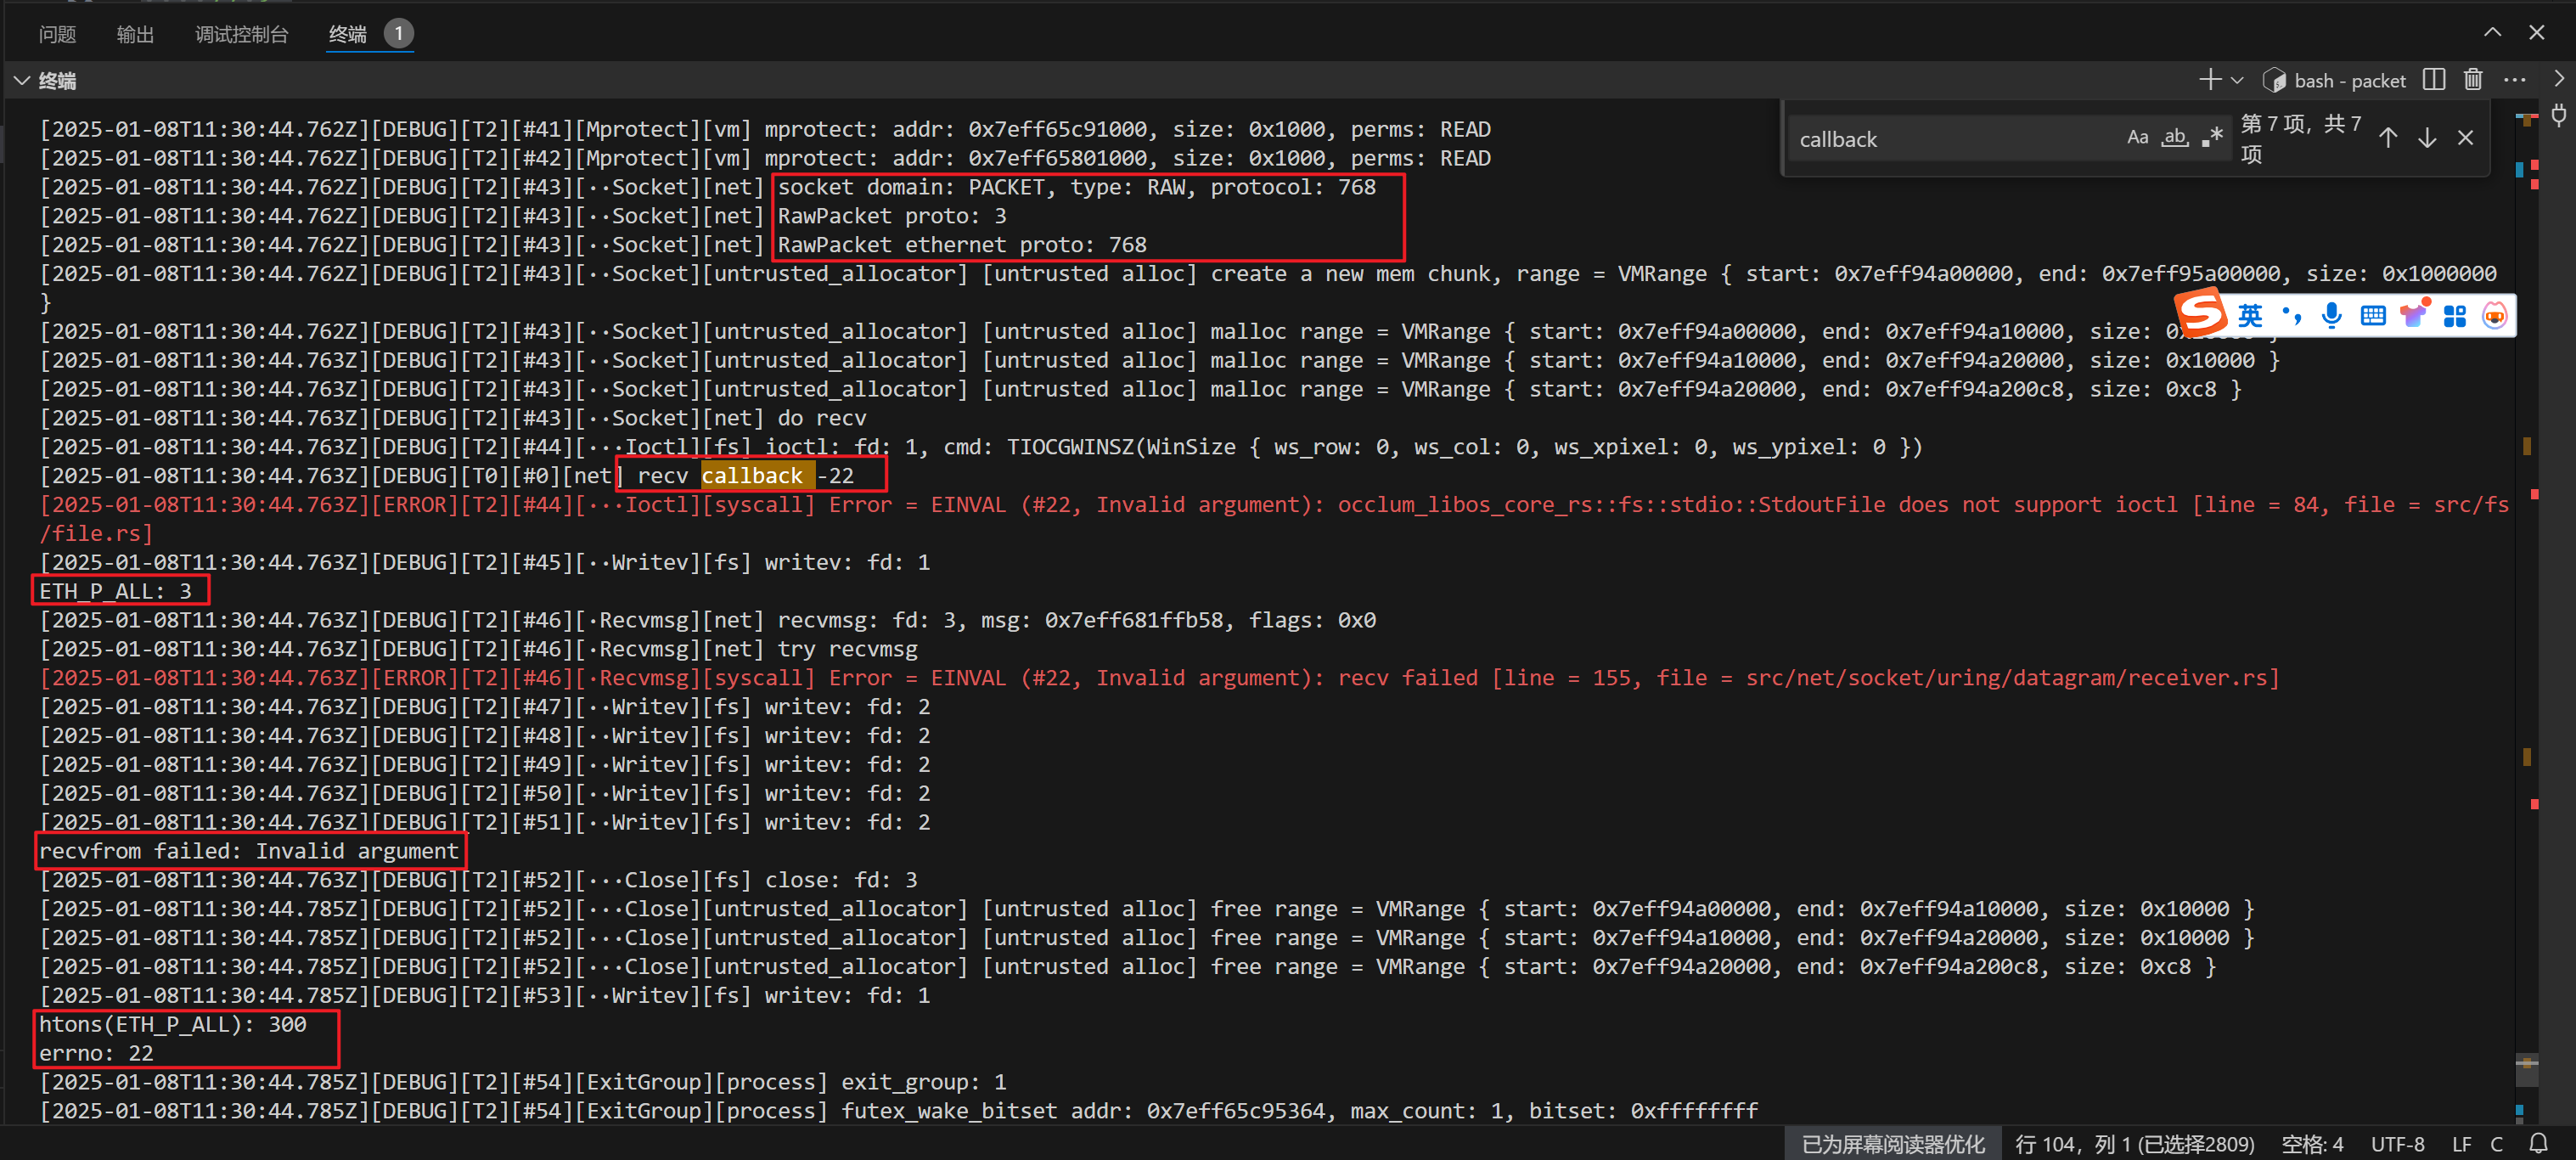 问题 输出 调试控制台 终端 1
终端
bash - packet
callback
Aa ab .* 第 7 项，共 7 项
[2025-01-08T11:30:44.762Z][DEBUG][T2][#41][Mprotect][vm] mprotect: addr: 0x7eff65c91000, size: 0x1000, perms: READ
[2025-01-08T11:30:44.762Z][DEBUG][T2][#42][Mprotect][vm] mprotect: addr: 0x7eff65801000, size: 0x1000, perms: READ
[2025-01-08T11:30:44.762Z][DEBUG][T2][#43][··Socket][net] socket domain: PACKET, type: RAW, protocol: 768
[2025-01-08T11:30:44.762Z][DEBUG][T2][#43][··Socket][net] RawPacket proto: 3
[2025-01-08T11:30:44.762Z][DEBUG][T2][#43][··Socket][net] RawPacket ethernet proto: 768
[2025-01-08T11:30:44.762Z][DEBUG][T2][#43][··Socket][untrusted_allocator] [untrusted alloc] create a new mem chunk, range = VMRange { start: 0x7eff94a00000, end: 0x7eff95a00000, size: 0x1000000
}
英
[2025-01-08T11:30:44.762Z][DEBUG][T2][#43][··Socket][untrusted_allocator] [untrusted alloc] malloc range = VMRange { start: 0x7eff94a00000, end: 0x7eff94a10000, size:
[2025-01-08T11:30:44.763Z][DEBUG][T2][#43][··Socket][untrusted_allocator] [untrusted alloc] malloc range = VMRange { start: 0x7eff94a10000, end: 0x7eff94a20000, size: 0x10000 }
[2025-01-08T11:30:44.763Z][DEBUG][T2][#43][··Socket][untrusted_allocator] [untrusted alloc] malloc range = VMRange { start: 0x7eff94a20000, end: 0x7eff94a200c8, size: 0xc8 }
[2025-01-08T11:30:44.763Z][DEBUG][T2][#43][··Socket][net] do recv
[2025-01-08T11:30:44.763Z][DEBUG][T2][#44][···Ioctl][fs] ioctl: fd: 1, cmd: TIOCGWINSZ(WinSize { ws_row: 0, ws_col: 0, ws_xpixel: 0, ws_ypixel: 0 })
[2025-01-08T11:30:44.763Z][DEBUG][T0][#0][net] recv callback -22
[2025-01-08T11:30:44.763Z][ERROR][T2][#44][···Ioctl][syscall] Error = EINVAL (#22, Invalid argument): occlum_libos_core_rs::fs::stdio::StdoutFile does not support ioctl [line = 84, file = src/fs
/file.rs]
[2025-01-08T11:30:44.763Z][DEBUG][T2][#45][··Writev][fs] writev: fd: 1
ETH_P_ALL: 3
[2025-01-08T11:30:44.763Z][DEBUG][T2][#46][·Recvmsg][net] recvmsg: fd: 3, msg: 0x7eff681ffb58, flags: 0x0
[2025-01-08T11:30:44.763Z][DEBUG][T2][#46][·Recvmsg][net] try recvmsg
[2025-01-08T11:30:44.763Z][ERROR][T2][#46][·Recvmsg][syscall] Error = EINVAL (#22, Invalid argument): recv failed [line = 155, file = src/net/socket/uring/datagram/receiver.rs]
[2025-01-08T11:30:44.763Z][DEBUG][T2][#47][··Writev][fs] writev: fd: 2
[2025-01-08T11:30:44.763Z][DEBUG][T2][#48][··Writev][fs] writev: fd: 2
[2025-01-08T11:30:44.763Z][DEBUG][T2][#49][··Writev][fs] writev: fd: 2
[2025-01-08T11:30:44.763Z][DEBUG][T2][#50][··Writev][fs] writev: fd: 2
[2025-01-08T11:30:44.763Z][DEBUG][T2][#51][··Writev][fs] writev: fd: 2
recvfrom failed: Invalid argument
[2025-01-08T11:30:44.763Z][DEBUG][T2][#52][···Close][fs] close: fd: 3
[2025-01-08T11:30:44.785Z][DEBUG][T2][#52][···Close][untrusted_allocator] [untrusted alloc] free range = VMRange { start: 0x7eff94a00000, end: 0x7eff94a10000, size: 0x10000 }
[2025-01-08T11:30:44.785Z][DEBUG][T2][#52][···Close][untrusted_allocator] [untrusted alloc] free range = VMRange { start: 0x7eff94a10000, end: 0x7eff94a20000, size: 0x10000 }
[2025-01-08T11:30:44.785Z][DEBUG][T2][#52][···Close][untrusted_allocator] [untrusted alloc] free range = VMRange { start: 0x7eff94a20000, end: 0x7eff94a200c8, size: 0xc8 }
[2025-01-08T11:30:44.785Z][DEBUG][T2][#53][··Writev][fs] writev: fd: 1
htons(ETH_P_ALL): 300
errno: 22
[2025-01-08T11:30:44.785Z][DEBUG][T2][#54][ExitGroup][process] exit_group: 1
[2025-01-08T11:30:44.785Z][DEBUG][T2][#54][ExitGroup][process] futex_wake_bitset addr: 0x7eff65c95364, max_count: 1, bitset: 0xffffffff
已为屏幕阅读器优化 行 104，列 1 (已选择2809) 空格: 4 UTF-8 LF C